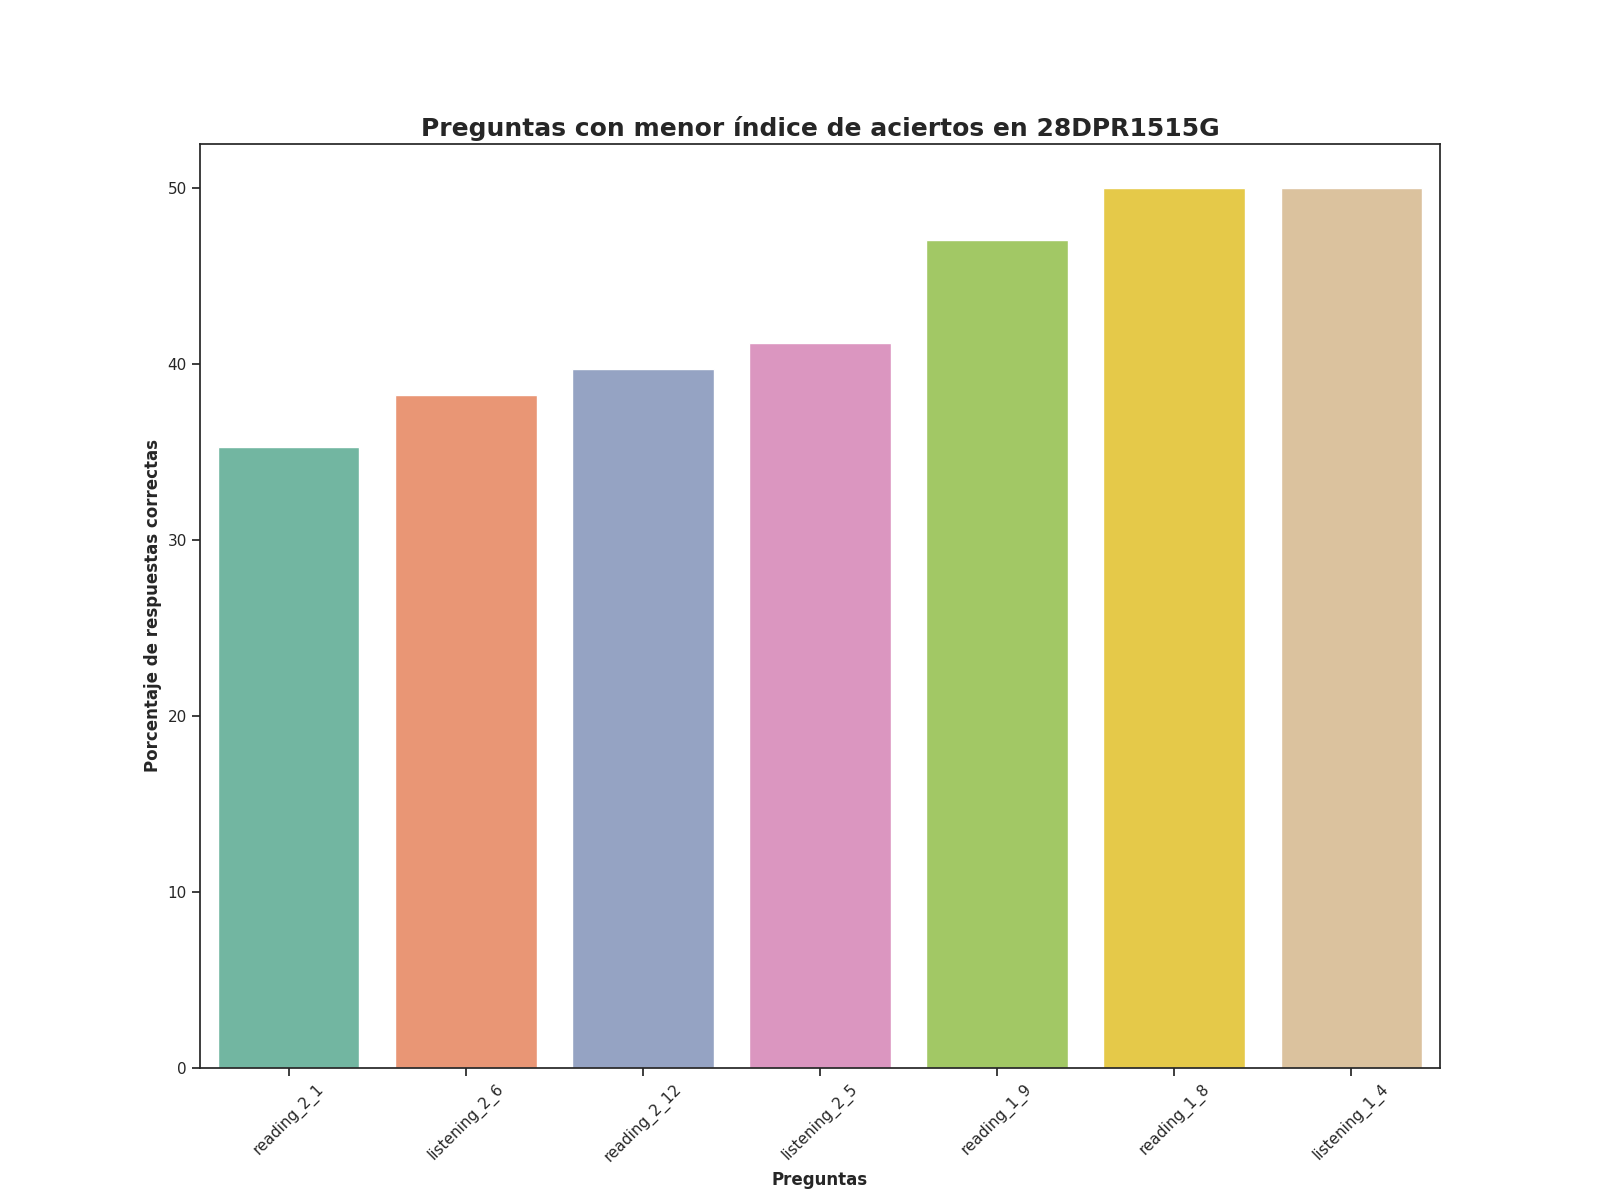 Preguntas con menor índice de aciertos en 28DPR1515G
Porcentaje de respuestas correctas
50
40
30
20
10
0
reading_2_1
listening_2_6
reading_2_12
listening_2_5
reading_1_9
reading_1_8
listening_1_4
Preguntas